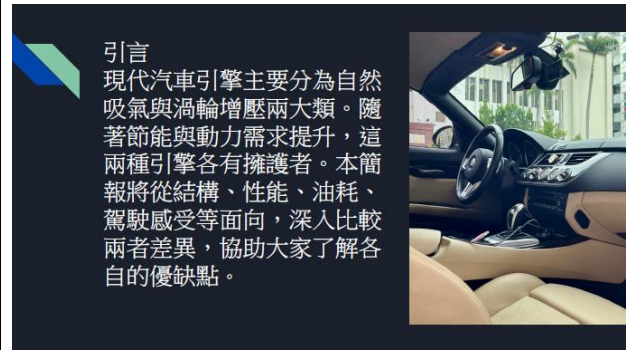 引言
現代汽車引擎主要分為自然
吸氣與渦輪增壓兩大類。隨
著節能與動力需求提升，這
兩種引擎各有擁護者。本簡
報將從結構、性能、油耗、
駕駛感受等面向，深入比較
兩者差異，協助大家了解各
自的優缺點。